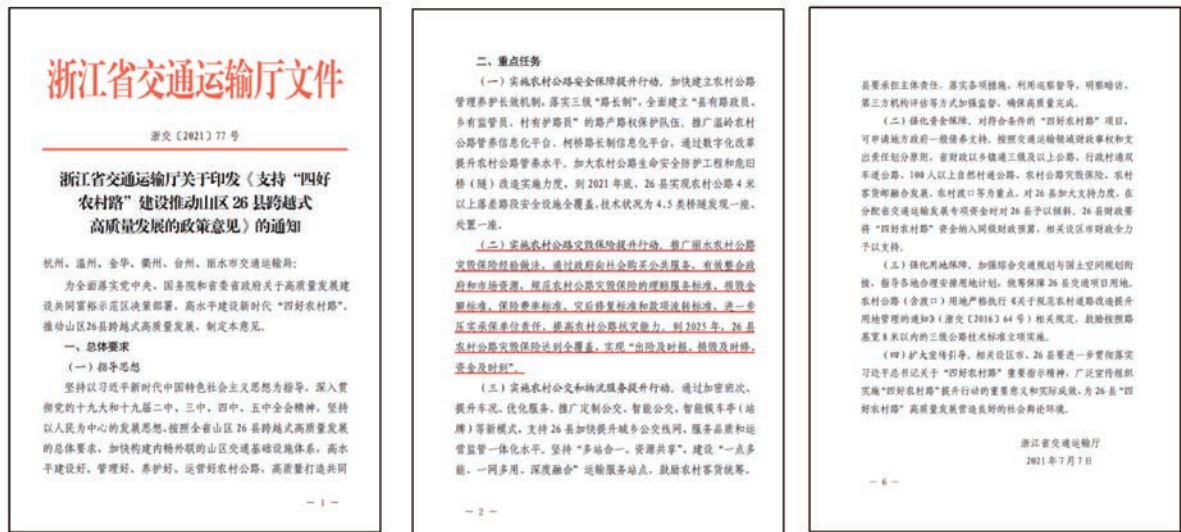 浙江省交通运输厅文件
浙交〔2021〕77 号
浙江省交通运输厅关于印发《支持“四好
农村路”建设推动山区 26 县跨越式
高质量发展的政策意见》的通知
杭州、温州、金华、衢州、台州、丽水市交通运输局：
为全面落实党中央、国务院和省委省政府关于高质量发展建
设共同富裕示范区决策部署，高水平建设新时代“四好农村路”，
推动山区26县跨越式高质量发展，制定本意见。
一、总体要求
（一）指导思想
坚持以习近平新时代中国特色社会主义思想为指导，深入贯
彻党的十九大和十九届二中、三中、四中、五中全会精神，坚持
以人民为中心的发展思想，按照全省山区 26 县跨越式高质量发展
的总体要求，加快构建内畅外联的山区交通基础设施体系，高水
平建设好、管理好、养护好、运营好农村公路，高质量打造共同
— 1 —
二、重点任务
（一）实施农村公路安全保障提升行动。加快建立农村公路
管理养护长效机制，落实三级“路长制”，全面建立“县有路政员、
乡有监管员、村有护路员”的路产路权保护队伍。推广温岭农村
公路管养信息化平台、柯桥路长制信息化平台，通过数字化改革
提升农村公路管养水平。加大农村公路生命安全防护工程和危旧
桥（隧）改造实施力度，到 2021 年底，26 县实现农村公路 4 米
以上落差路段安全设施全覆盖，技术状况为 4.5 类桥隧发现一座、
处置一座。
（二）实施农村公路灾毁保险提升行动。推广丽水农村公路
灾毁保险经验做法，通过政府向社会购买公共服务，有效整合政
府和市场资源，规范农村公路灾毁保险的理赔服务标准、损毁金
额标准、保险费率标准、灾后修复标准和款项流转标准，进一步
压实承保单位责任，提高农村公路抗灾能力。到 2025 年，26 县
农村公路灾毁保险达到全覆盖，实现“出险及时报、损毁及时修、
资金及时到”。
（三）实施农村公交和物流服务提升行动。通过加密班次、
提升车况、优化服务，推广定制公交、智能公交、智能候车亭（站
牌）等新模式，支持 26 县加快提升城乡公交线网、服务品质和运
营监管一体化水平。坚持“多站合一、资源共享”，建设“一点多
能、一网多用、深度融合”运输服务站点，鼓励农村客货统筹、
— 2 —
县要承担主体责任，落实各项措施，利用巡察督导、明察暗访、
第三方机构评估等方式加强监督，确保高质量完成。
（二）强化资金保障。对符合条件的“四好农村路”项目，
可申请地方政府一般债券支持。按照交通运输领域财政事权和支
出责任划分原则，省财政以乡镇通三级及以上公路、行政村通双
车道公路、100 人以上自然村通公路、农村公路灾毁保险、农村
客货邮融合发展、农村渡口等为重点，对 26 县加大支持力度，在
分配省交通运输发展专项资金时对 26 县予以倾斜。26 县财政要
将“四好农村路”资金纳入同级财政预算，相关设区市财政全力
予以支持。
（三）强化用地保障。加强综合交通规划与国土空间规划衔
接，指导各地合理安排用地计划，统筹保障 26 县交通项目用地。
农村公路（含渡口）用地严格执行《关于规范农村道路改造提升
用地管理的通知》（浙交〔2016〕64 号）相关规定，鼓励按照路
基宽 8 米以内的三级公路技术标准立项实施。
（四）扩大宣传引导。相关设区市、26 县要进一步贯彻落实
习近平总书记关于“四好农村路”重要指示精神，广泛宣传组织
实施“四好农村路”提升行动的重要意义和实际成效，为 26 县“四
好农村路”高质量发展营造良好的社会舆论环境。
浙江省交通运输厅
2021 年 7 月 7 日
— 6 —